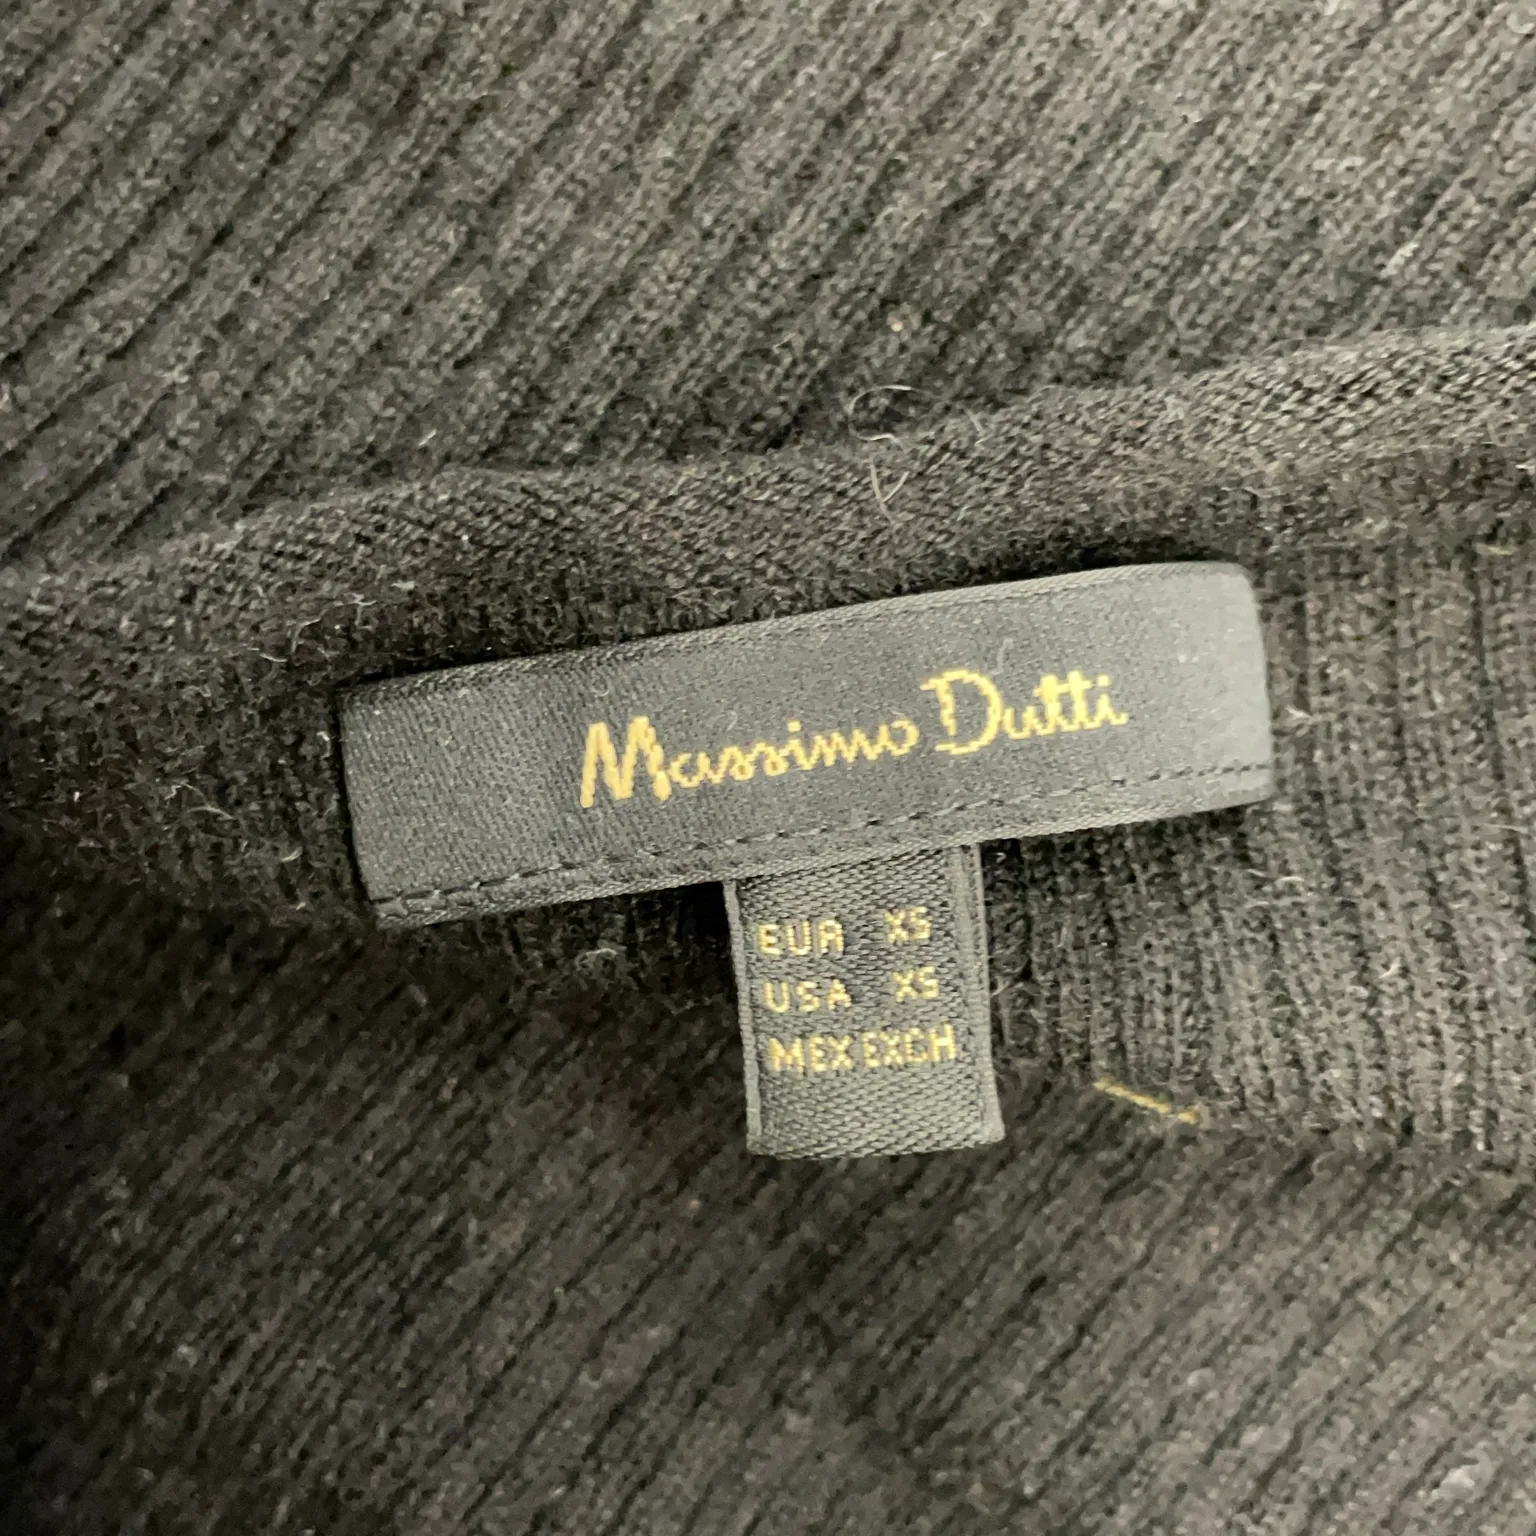 Massimo Dutti
EUR XS
USA XS
MEX EXCH